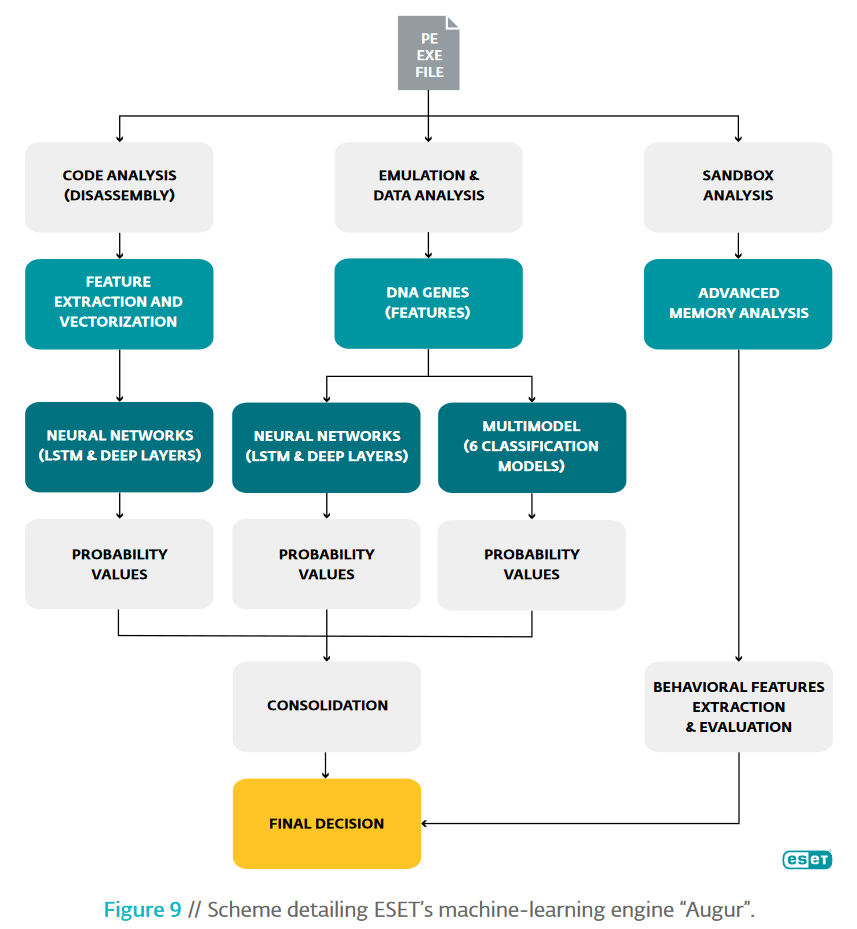 PE
EXE
FILE
CODE ANALYSIS
(DISASSEMBLY)
EMULATION &
DATA ANALYSIS
SANDBOX
ANALYSIS
FEATURE
EXTRACTION AND
VECTORIZATION
DNA GENES
(FEATURES)
ADVANCED
MEMORY ANALYSIS
NEURAL NETWORKS
(LSTM & DEEP LAYERS)
NEURAL NETWORKS
(LSTM & DEEP LAYERS)
MULTIMODEL
(6 CLASSIFICATION
MODELS)
PROBABILITY
VALUES
PROBABILITY
VALUES
PROBABILITY
VALUES
CONSOLIDATION
BEHAVIORAL FEATURES
EXTRACTION
& EVALUATION
FINAL DECISION
eseT
Figure 9 // Scheme detailing ESET’s machine-learning engine “Augur”.